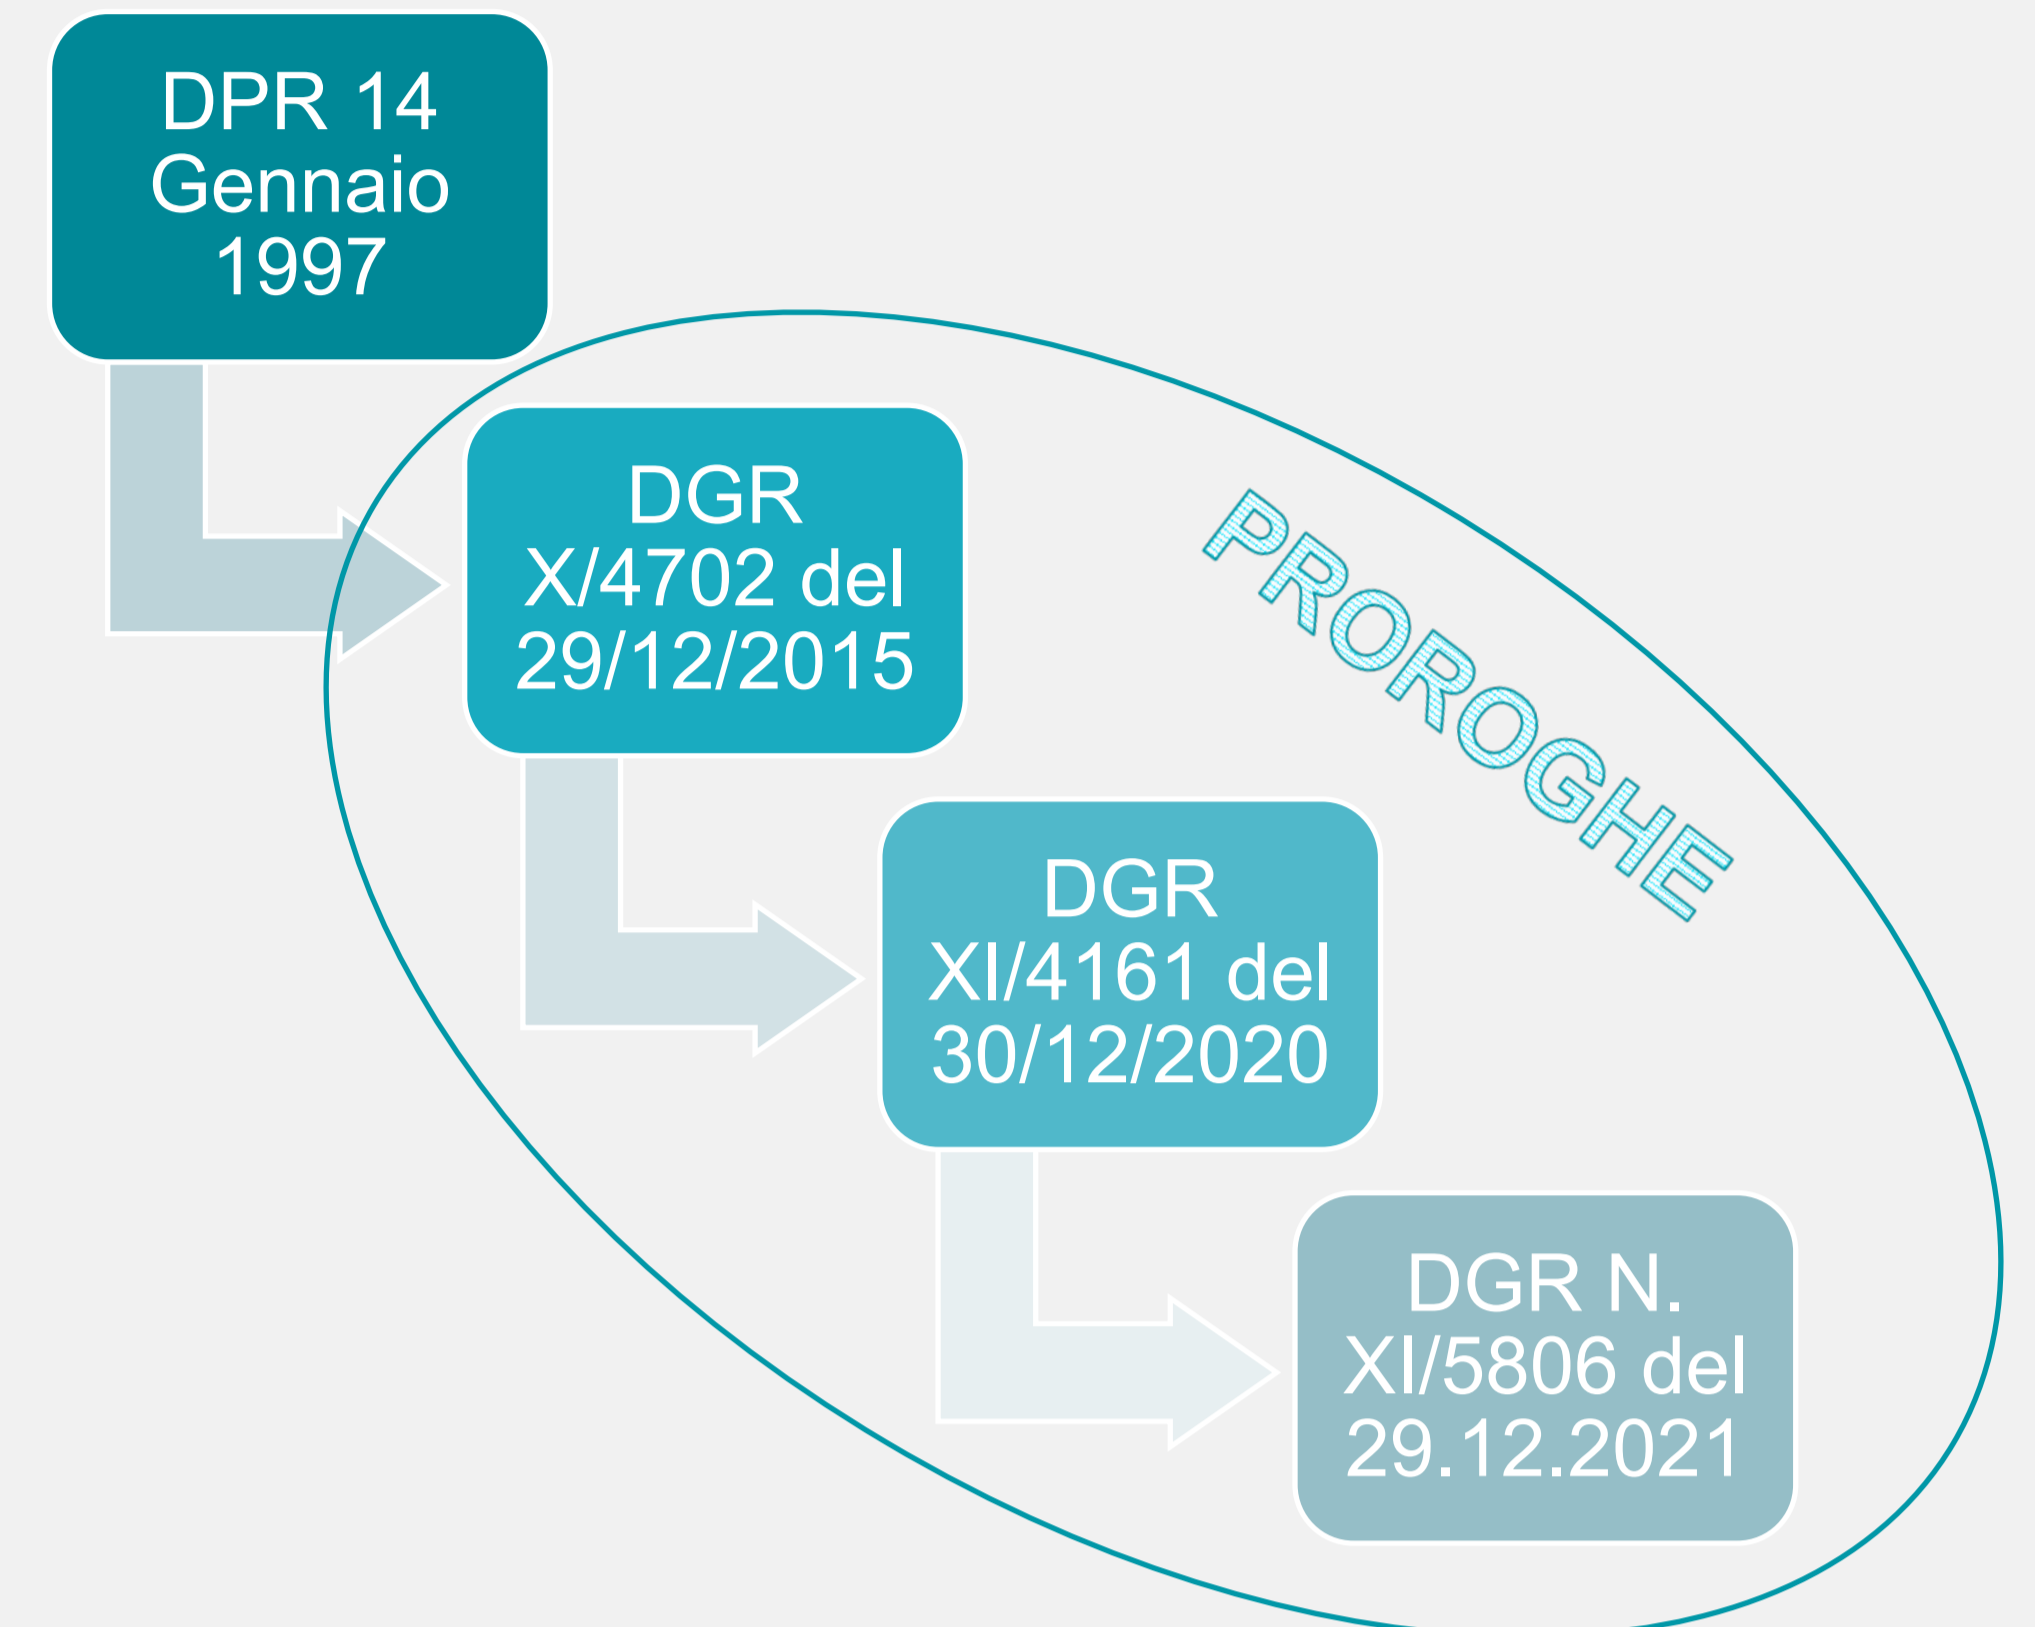 DPR 14
Gennaio
1997
DGR
X/4702 del
29/12/2015
PROROGHE
DGR
XI/4161 del
30/12/2020
DGR N.
XI/5806 del
29.12.2021